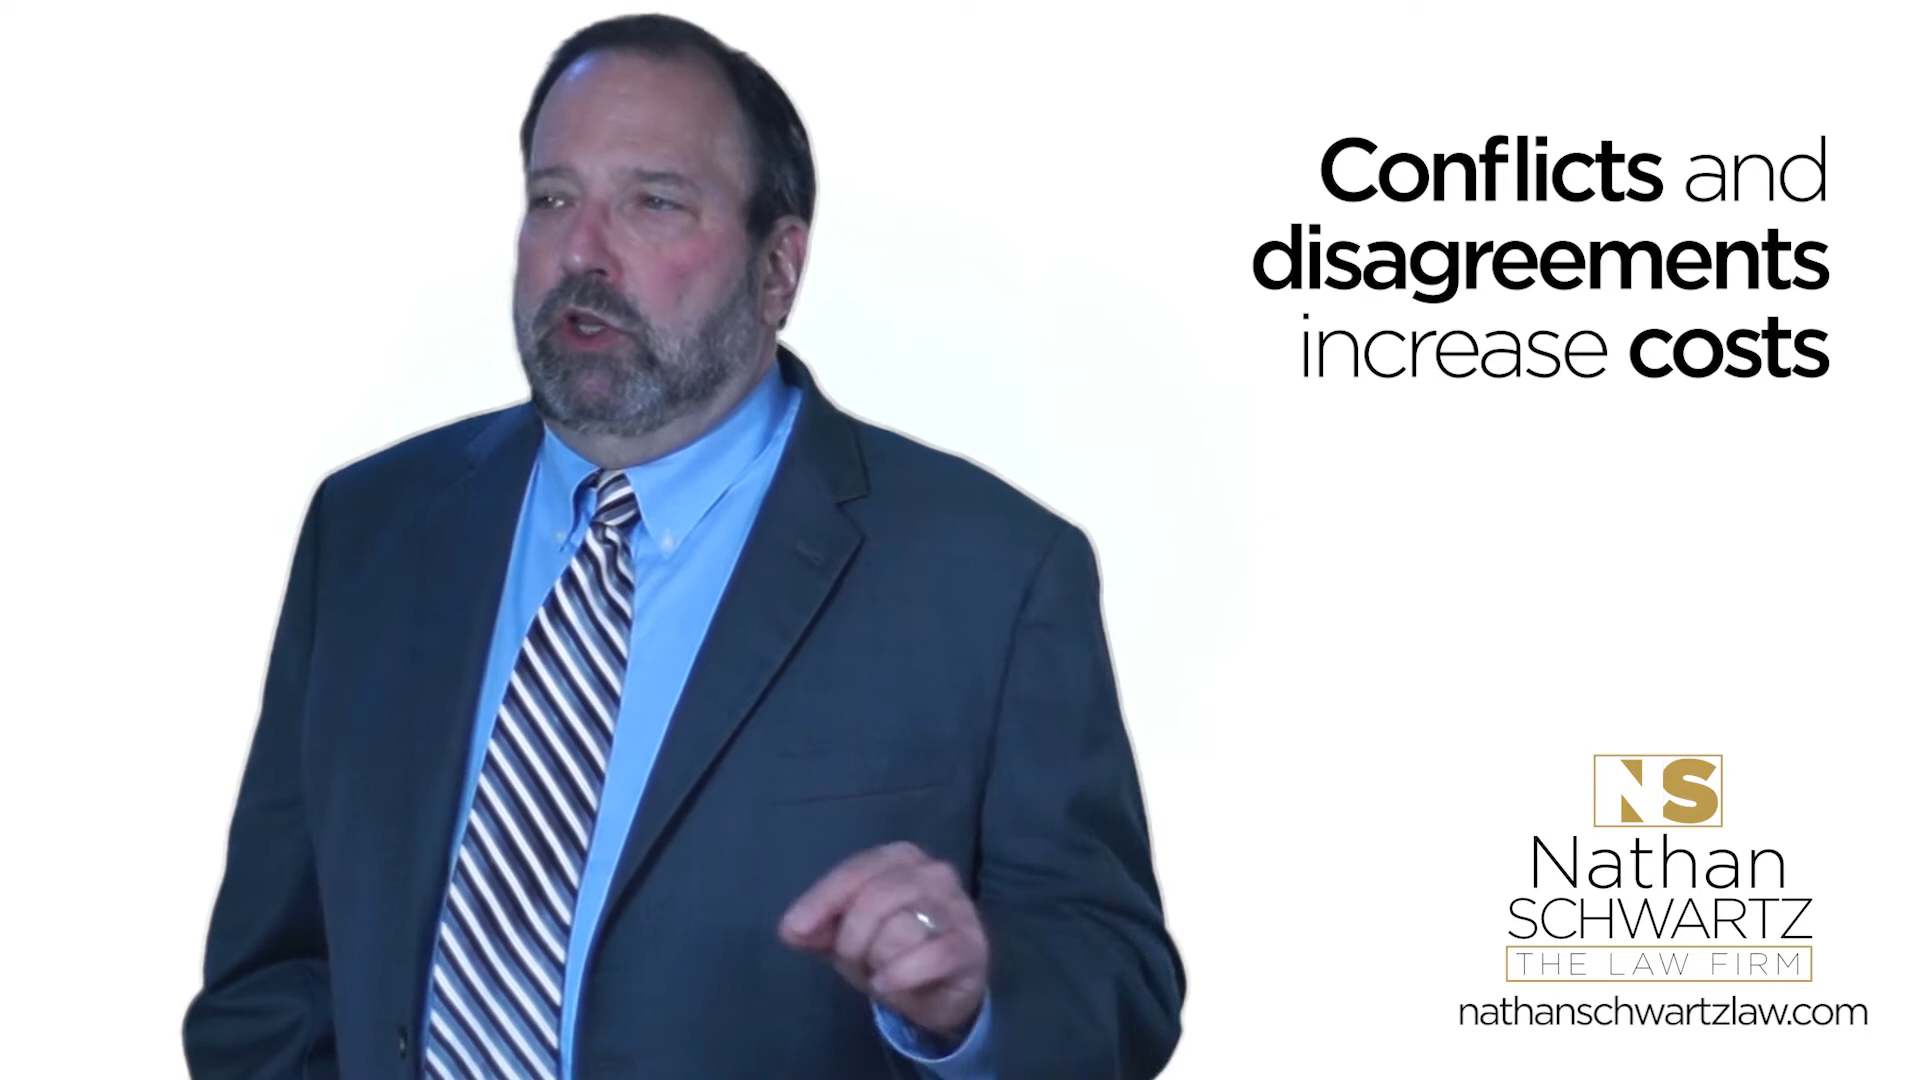 Conflicts and
disagreements
increase costs
NS
Nathan
SCHWARTZ
THE LAW FIRM
nathanschwartzlaw.com